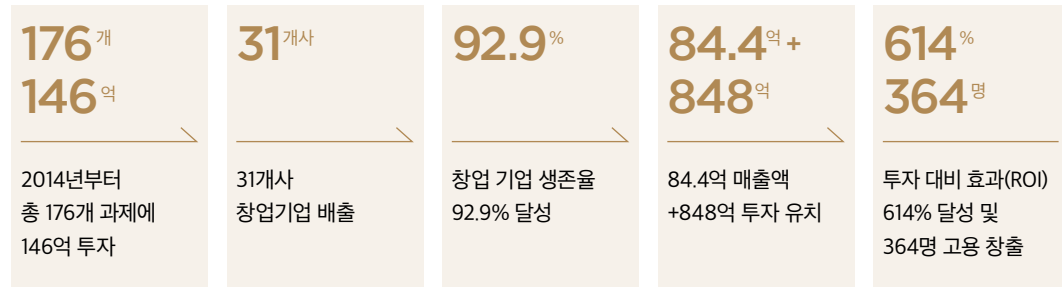 176개
146억
2014년부터
총 176개 과제에
146억 투자
31개사
31개사
창업기업 배출
92.9%
창업 기업 생존율
92.9% 달성
84.4억+
848억
84.4억 매출액
+848억 투자 유치
614%
364명
투자 대비 효과(ROI)
614% 달성 및
364명 고용 창출